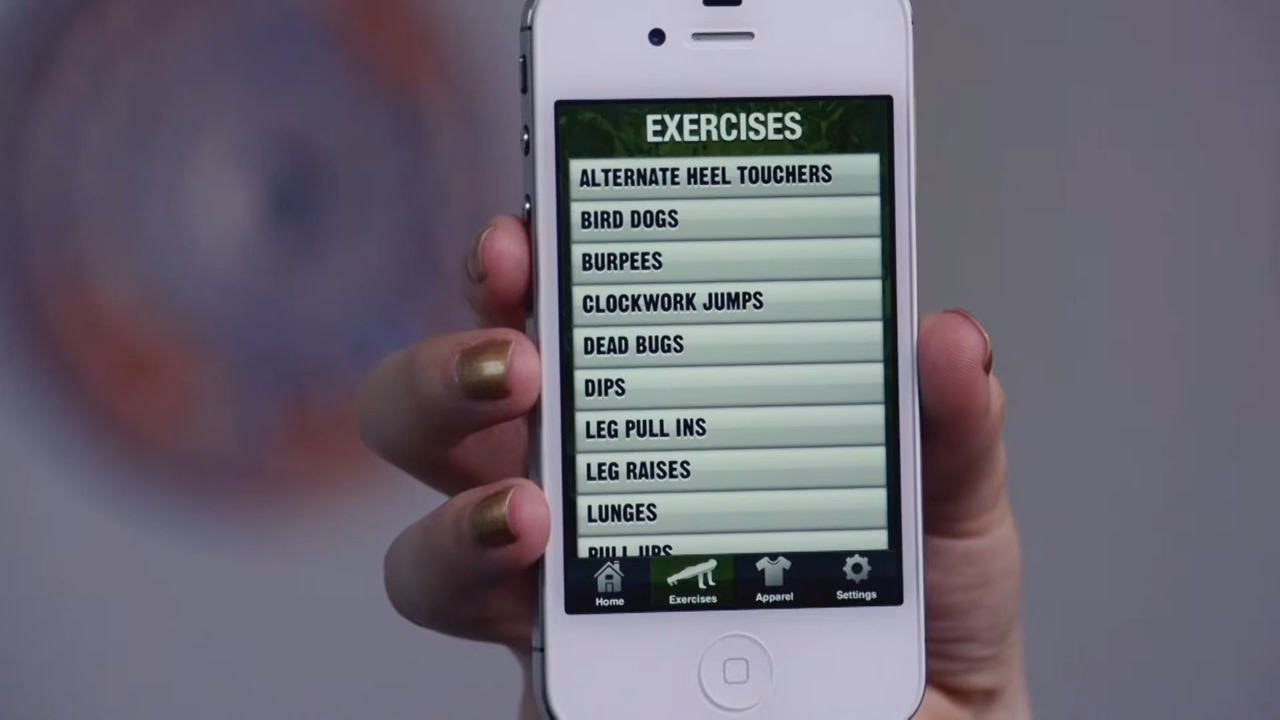 EXERCISES
ALTERNATE HEEL TOUCHERS
BIRD DOGS
BURPEES
CLOCKWORK JUMPS
DEAD BUGS
DIPS
LEG PULL INS
LEG RAISES
LUNGES
PULL UPS
Home Exercises Apparel Settings